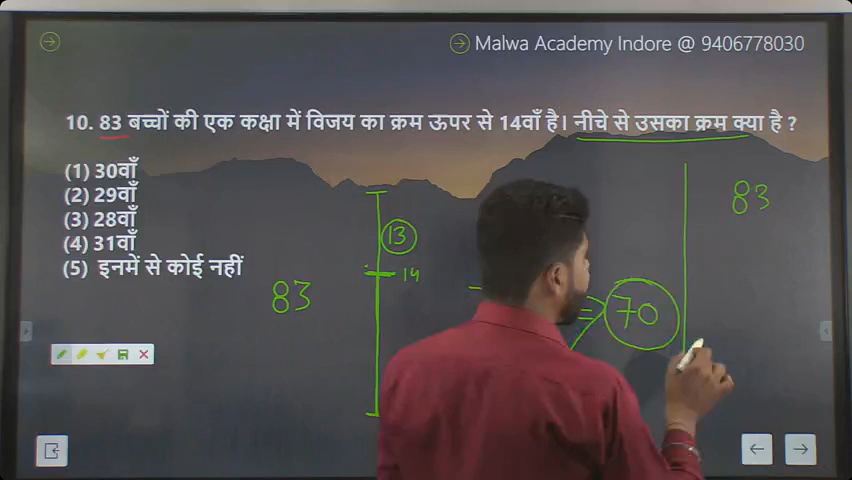 Malwa Academy Indore @ 9406778030
10. 83 बच्चों की एक कक्षा में विजय का क्रम ऊपर से 14वाँ है। नीचे से उसका क्रम क्या है ?
(1) 30वाँ
(2) 29वाँ
(3) 28वाँ
(4) 31वाँ
(5) इनमें से कोई नहीं
13
14
83
= 70
83